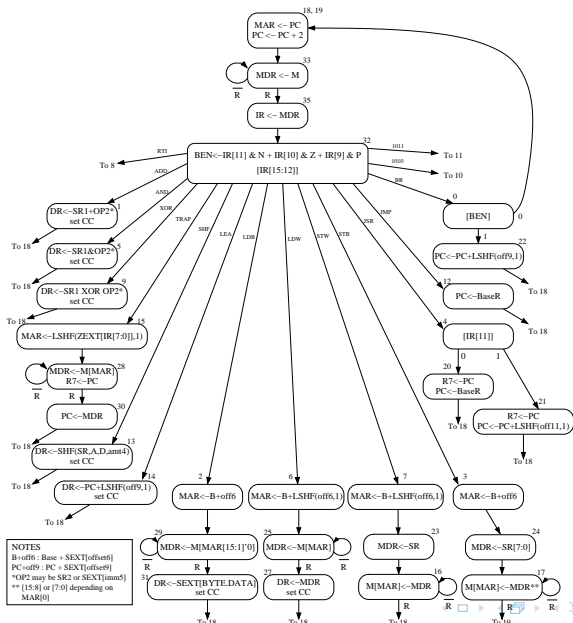 18, 19
MAR <- PC
PC <- PC + 2
33
MDR <- M
R
R
35
IR <- MDR
32
BEN<-IR[11] & N + IR[10] & Z + IR[9] & P
[IR[15:12]]
RTI
To 8
1011
To 11
1010
To 10
ADD
AND
XOR
TRAP
SHF
LEA
LDB
LDW
STW
STB
JSR
JMP
BR
1
DR<-SR1+OP2*
set CC
To 18
5
DR<-SR1&OP2*
set CC
To 18
9
DR<-SR1 XOR OP2*
set CC
To 18
15
MAR<-LSHF(ZEXT[IR[7:0]],1)
28
MDR<-M[MAR]
R7<-PC
R
R
30
PC<-MDR
To 18
13
DR<-SHF(SR,A,D,amt4)
set CC
To 18
14
DR<-PC+LSHF(off9,1)
set CC
To 18
0
[BEN]
0
1
22
PC<-PC+LSHF(off9,1)
To 18
12
PC<-BaseR
To 18
4
[IR[11]]
0
1
20
R7<-PC
PC<-BaseR
To 18
21
R7<-PC
PC<-PC+LSHF(off11,1)
To 18
2
MAR<-B+off6
6
MAR<-B+LSHF(off6,1)
7
MAR<-B+LSHF(off6,1)
3
MAR<-B+off6
29
MDR<-M[MAR[15:1]'0]
R
R
25
MDR<-M[MAR]
R
R
23
MDR<-SR
24
MDR<-SR[7:0]
31
DR<-SEXT[BYTE.DATA]
set CC
To 18
27
DR<-MDR
set CC
To 18
16
M[MAR]<-MDR
R
R
To 18
17
M[MAR]<-MDR**
R
R
To 19
NOTES
B+off6 : Base + SEXT[offset6]
PC+off9 : PC + SEXT[offset9]
*OP2 may be SR2 or SEXT[imm5]
** [15:8] or [7:0] depending on
MAR[0]